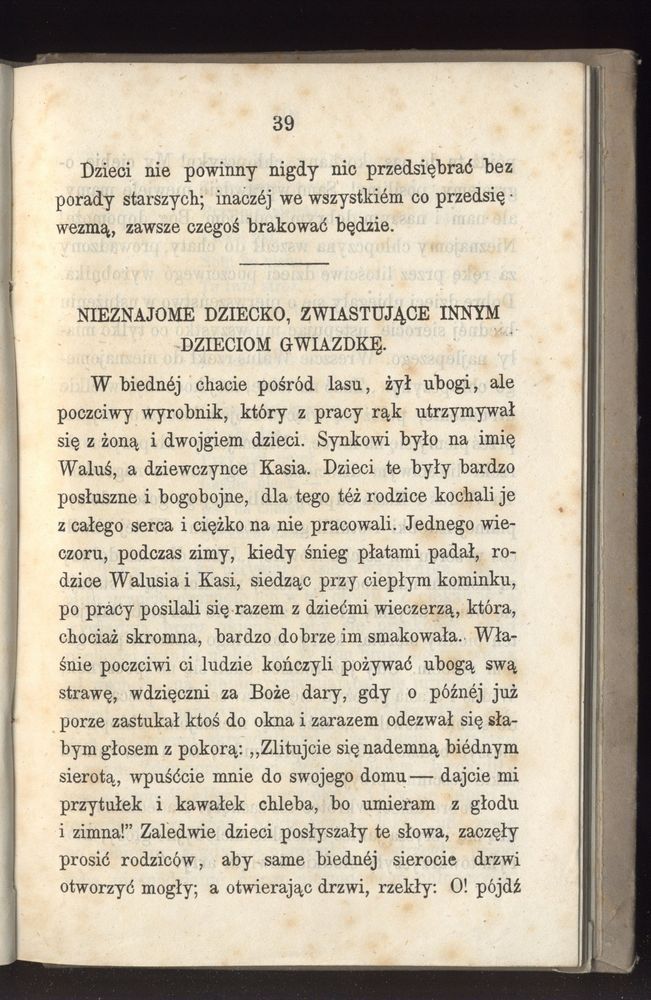 39
Dzieci nie powinny nigdy nic przedsiębrać bez
porady starszych; inaczéj we wszystkiém co przedsię-
wezmą, zawsze czegoś brakować będzie.
NIEZNAJOME DZIECKO, ZWIASTUJĄCE INNYM
DZIECIOM GWIAZDKĘ.
W biednéj chacie pośród lasu, żył ubogi, ale
poczciwy wyrobnik, który z pracy rąk utrzymywał
się z żoną i dwojgiem dzieci. Synkowi było na imię
Waluś, a dziewczynce Kasia. Dzieci te były bardzo
posłuszne i bogobojne, dla tego téż rodzice kochali je
z całego serca i ciężko na nie pracowali. Jednego wie-
czoru, podczas zimy, kiedy śnieg płatami padał, ro-
dzice Walusia i Kasi, siedząc przy ciepłym kominku,
po pracy posilali się razem z dziećmi wieczerzą, która,
chociaż skromna, bardzo dobrze im smakowała. Wła-
śnie poczciwi ci ludzie kończyli pożywać ubogą swą
strawę, wdzięczni za Boże dary, gdy o późnéj już
porze zastukał ktoś do okna i zarazem odezwał się sła-
bym głosem z pokorą: „Zlitujcie się nademną biédnym
sierotą, wpuśćcie mnie do swojego domu — dajcie mi
przytułek i kawałek chleba, bo umieram z głodu
i zimna!” Zaledwie dzieci posłyszały te słowa, zaczęły
prosić rodziców, aby same biednéj sierocie drzwi
otworzyć mogły; a otwierając drzwi, rzekły: O! pójdź